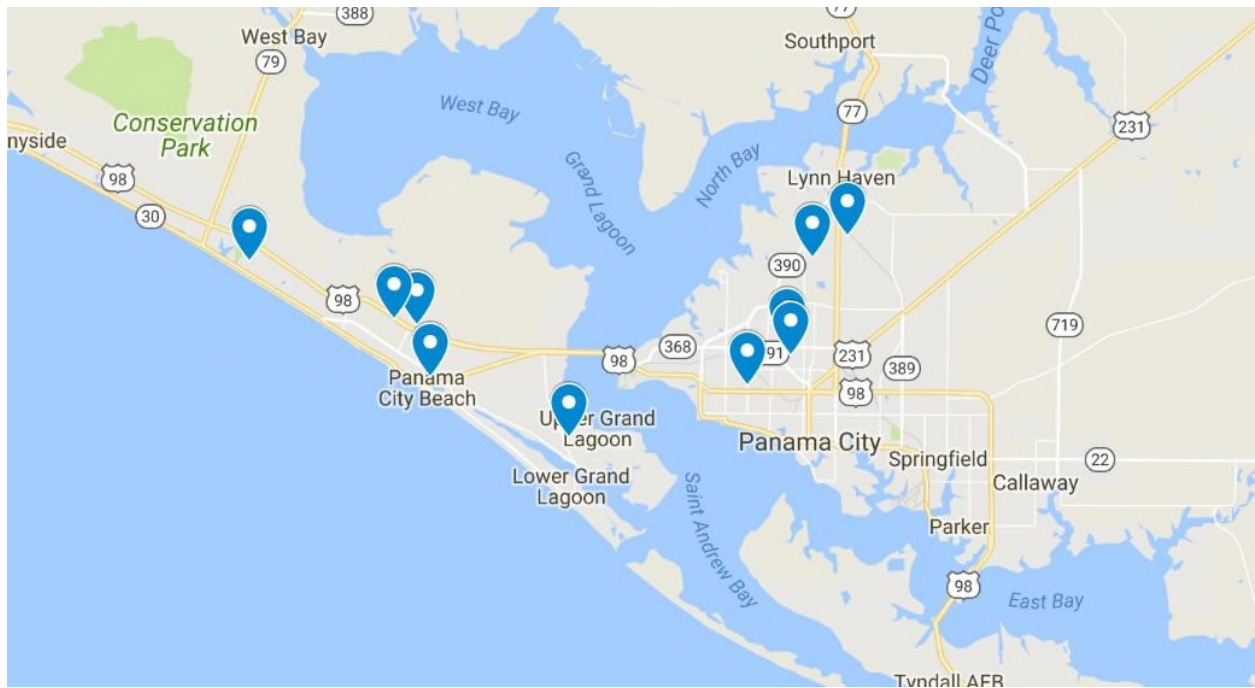 388
77
West Bay
Southport
79
Deer Po
West Bay
77
231
Conservation
Park
nyside
Grand Lagoon
North Bay
98
Lynn Haven
30
390
98
719
368
98
91
231
389
Panama
City Beach
98
Upper Grand
Lagoon
Panama City
Springfield
22
Lower Grand
Lagoon
Callaway
Saint Andrew Bay
Parker
98
East Bay
Tyndall AFB